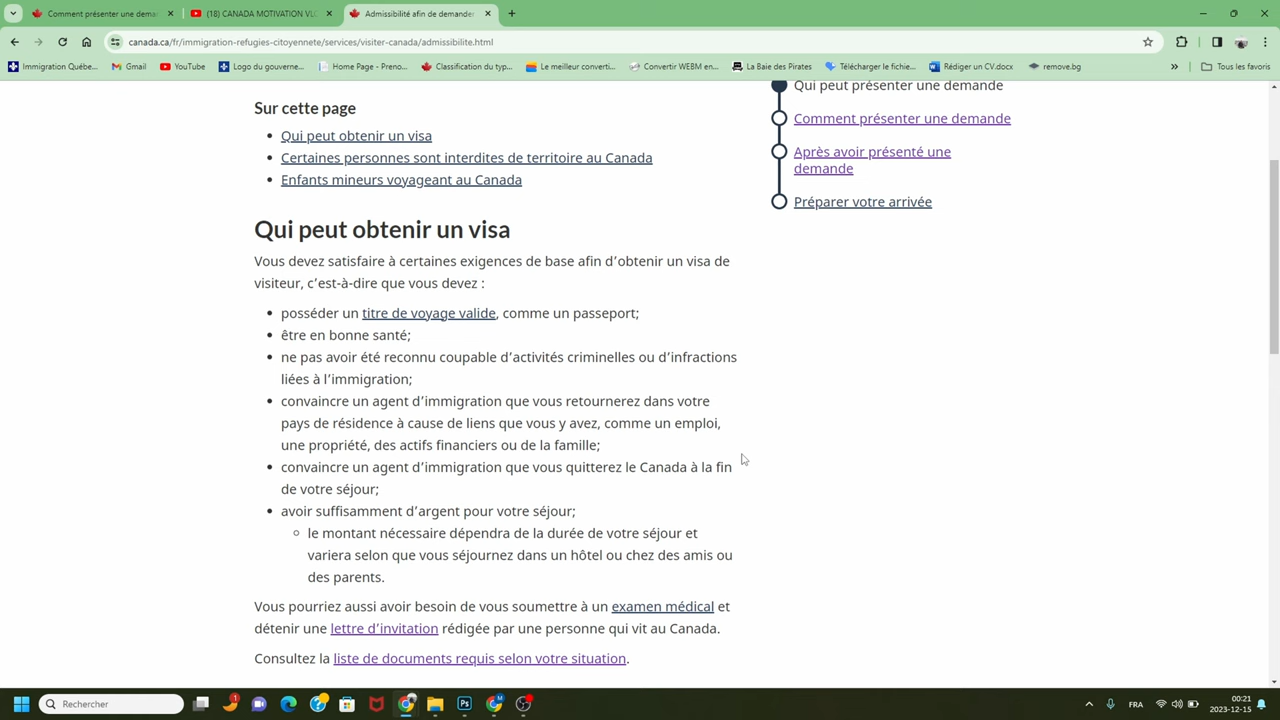 Comment présenter une dema
(18) CANADA MOTIVATION VLO
Admissibilité afin de demander
canada.ca/fr/immigration-refugies-citoyennete/services/visiter-canada/admissibilite.html
Immigration Québe...
Gmail
YouTube
Logo du gouverne...
Home Page - Preno...
Classification du typ...
Le meilleur converti...
Convertir WEBM en...
La Baie des Pirates
Télécharger le fichie...
Rédiger un CV.docx
remove.bg
Tous les favoris
Qui peut présenter une demande
Comment présenter une demande
Après avoir présenté une
demande
Préparer votre arrivée
Sur cette page
Qui peut obtenir un visa
Certaines personnes sont interdites de territoire au Canada
Enfants mineurs voyageant au Canada
Qui peut obtenir un visa
Vous devez satisfaire à certaines exigences de base afin d’obtenir un visa de
visiteur, c’est-à-dire que vous devez :
posséder un titre de voyage valide, comme un passeport;
être en bonne santé;
ne pas avoir été reconnu coupable d’activités criminelles ou d’infractions
liées à l’immigration;
convaincre un agent d’immigration que vous retournerez dans votre
pays de résidence à cause de liens que vous y avez, comme un emploi,
une propriété, des actifs financiers ou de la famille;
convaincre un agent d’immigration que vous quitterez le Canada à la fin
de votre séjour;
avoir suffisamment d’argent pour votre séjour;
le montant nécessaire dépendra de la durée de votre séjour et
variera selon que vous séjournez dans un hôtel ou chez des amis ou
des parents.
Vous pourriez aussi avoir besoin de vous soumettre à un examen médical et
détenir une lettre d’invitation rédigée par une personne qui vit au Canada.
Consultez la liste de documents requis selon votre situation.
Rechercher
1
Ps
M
FRA
00:21
2023-12-15